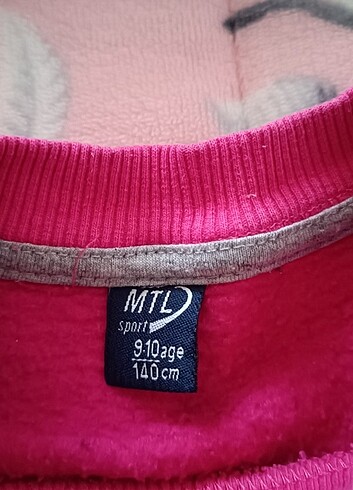 MTL
sport
9-10age
140cm